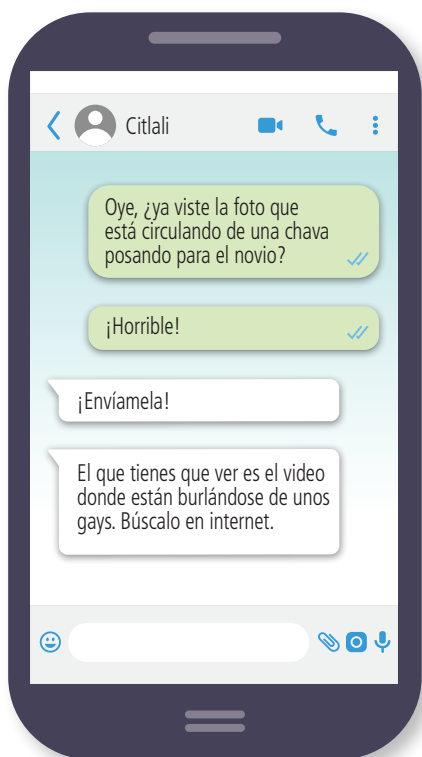 Citlali
Oye, ¿ya viste la foto que
está circulando de una chava
posando para el novio?
¡Horrible!
¡Envíamela!
El que tienes que ver es el video
donde están burlándose de unos
gays. Búscalo en internet.